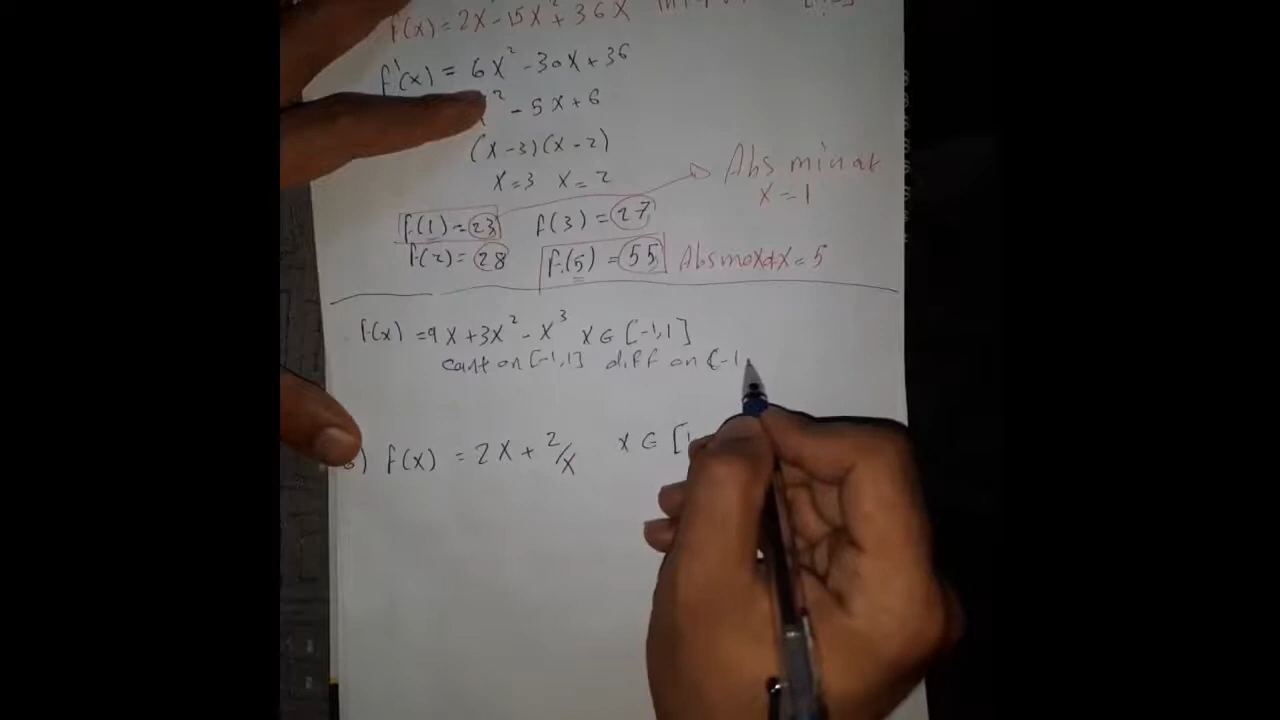 f(x) = 2x - 15x² + 36x
f'(x) = 6x² - 30x + 36
² - 5x + 6
(x-3)(x-2)
x=3 x=2
Abs min at
x=1
f(1)=23 f(3)=27
f(2)=28 f(5)=55 Abs max at x=5
f(x) = 9x + 3x² - x³ x ∈ [-1,1]
cont on [-1,1] diff on (-1
) f(x) = 2x + 2/x x ∈ [1